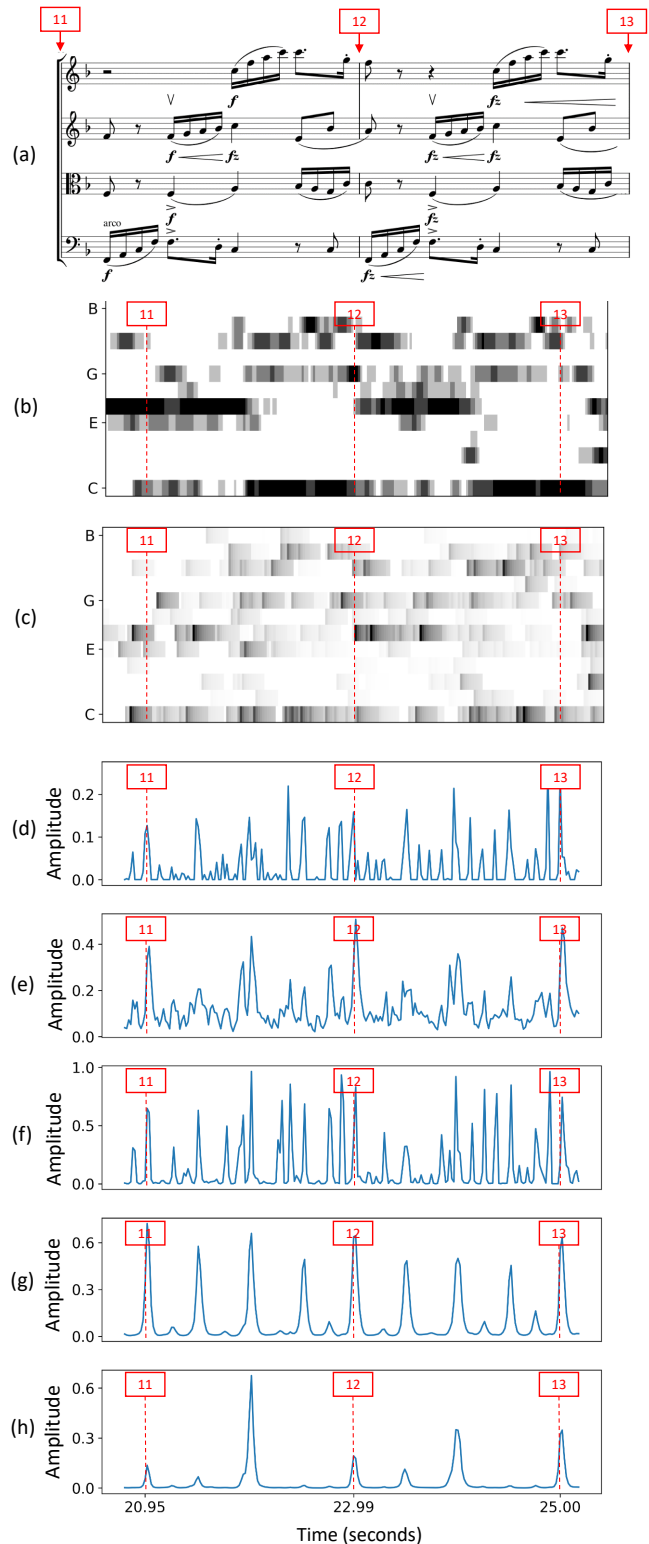 11 12 13
f fz
(a)
f fz fz fz
f fz
arco
f fz
B 11 12 13
G
(b)
E
C
B 11 12 13
G
(c)
E
C
11 12 13
(d) Amplitude 0.2 0.1 0.0
11 12 13
(e) Amplitude 0.4 0.2 0.0
11 12 13
(f) Amplitude 1.0 0.5 0.0
11 12 13
(g) Amplitude 0.6 0.3 0.0
11 12 13
(h) Amplitude 0.6 0.3 0.0
20.95 22.99 25.00
Time (seconds)